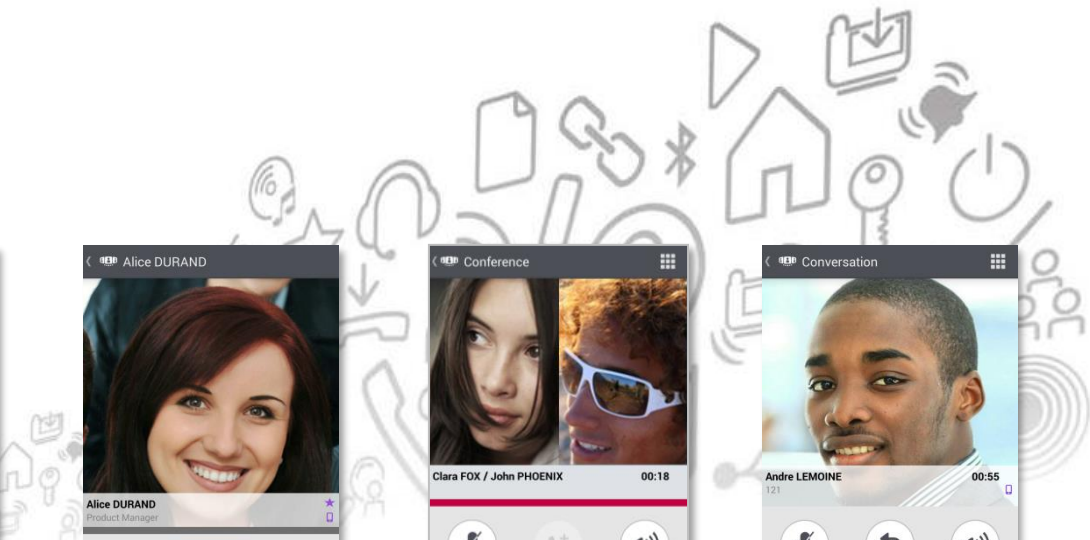 Alice DURAND
Alice DURAND
Product Manager
Conference
Clara FOX / John PHOENIX 00:18
Conversation
Andre LEMOINE 00:55
121